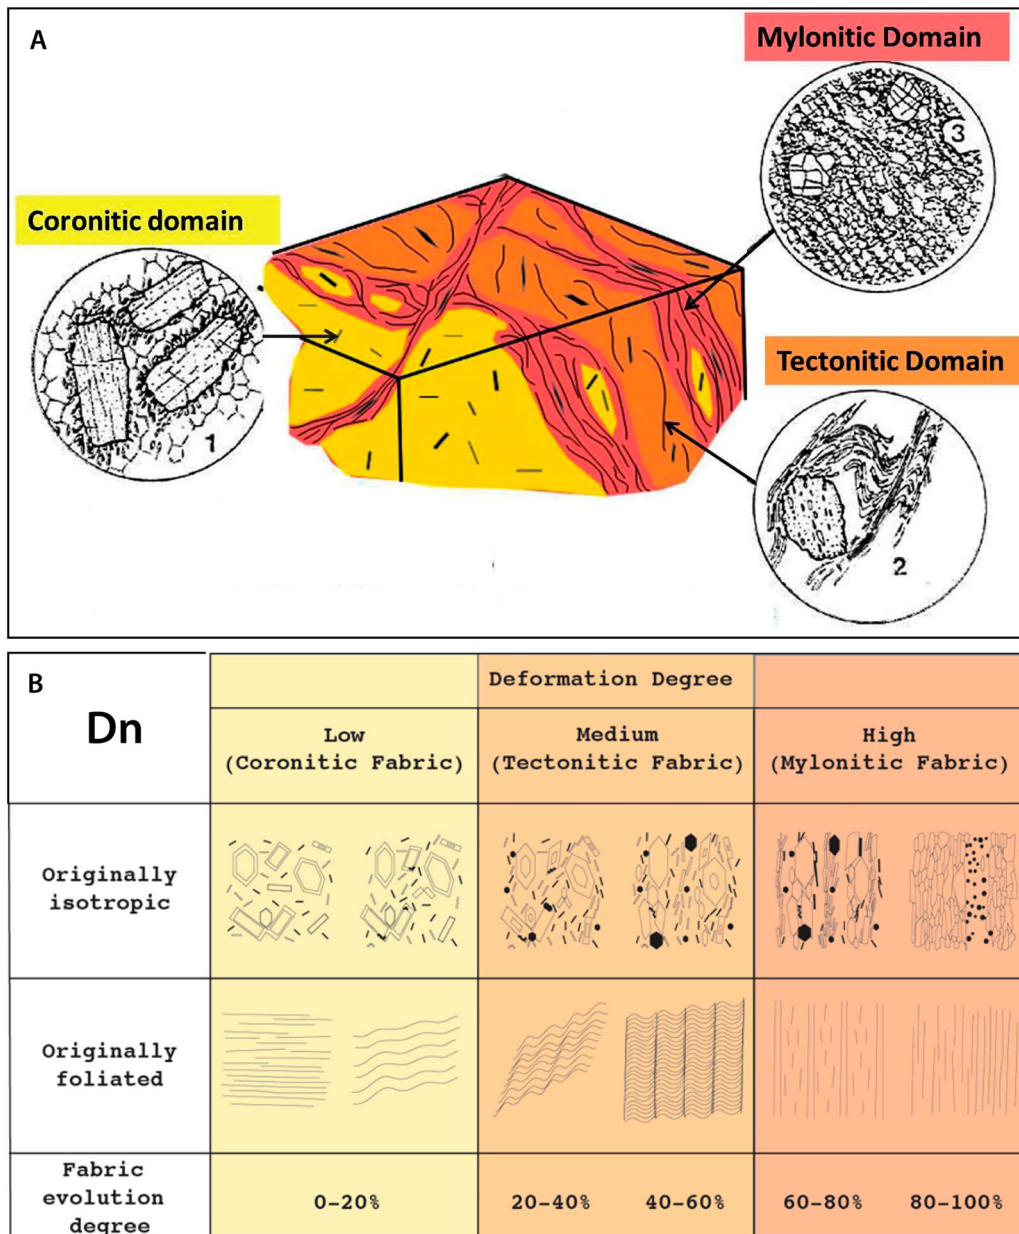 A
Mylonitic Domain
3
Coronitic domain
1
Tectonitic Domain
2
B
Dn
Deformation Degree
Low
(Coronitic Fabric)
Medium
(Tectonitic Fabric)
High
(Mylonitic Fabric)
Originally
isotropic
Originally
foliated
Fabric
evolution
degree
0-20%
20-40%
40-60%
60-80%
80-100%